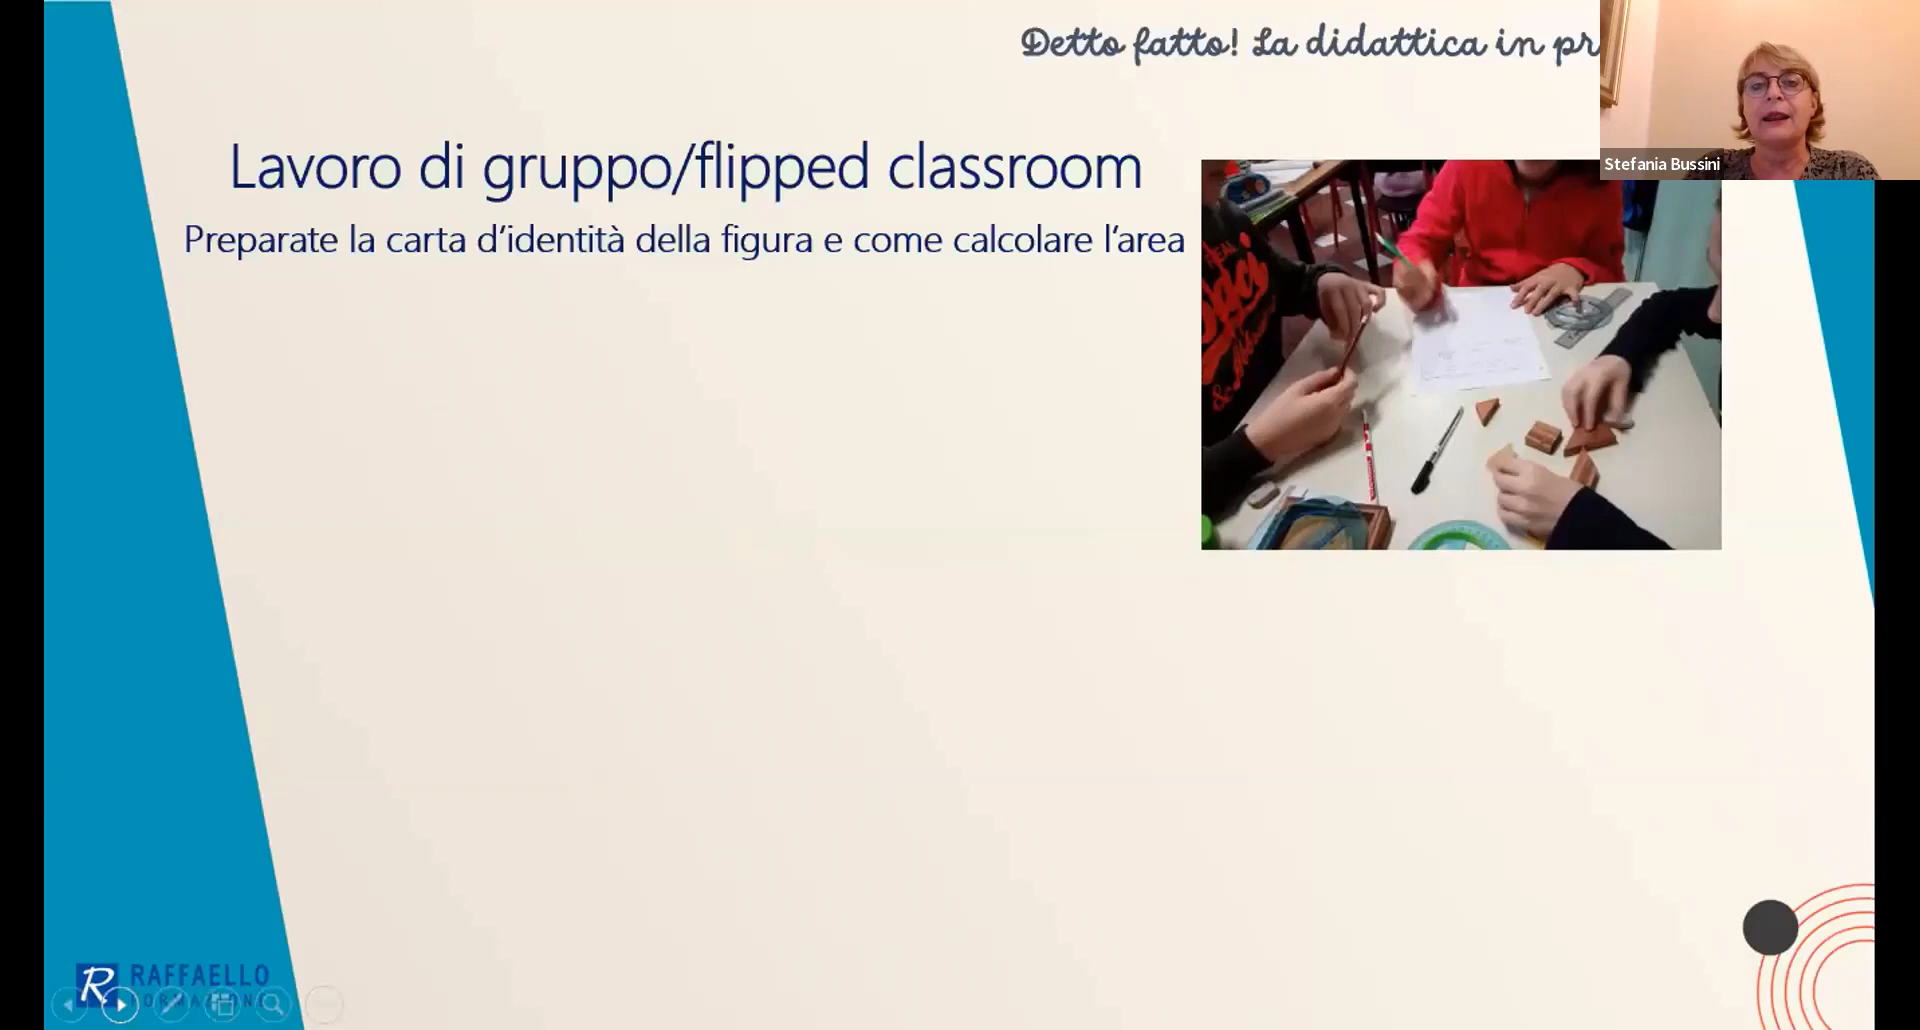 Detto fatto! La didattica in pr
Stefania Bussini
Lavoro di gruppo/flipped classroom
Preparate la carta d'identità della figura e come calcolare l'area
RAFFAELLO
FORMAZIONE